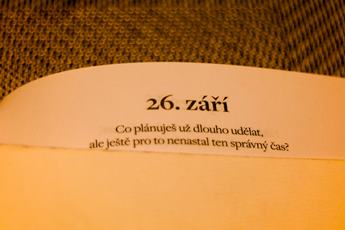 26. září
Co plánuješ už dlouho udělat,
ale ještě pro to nenastal ten správný čas?